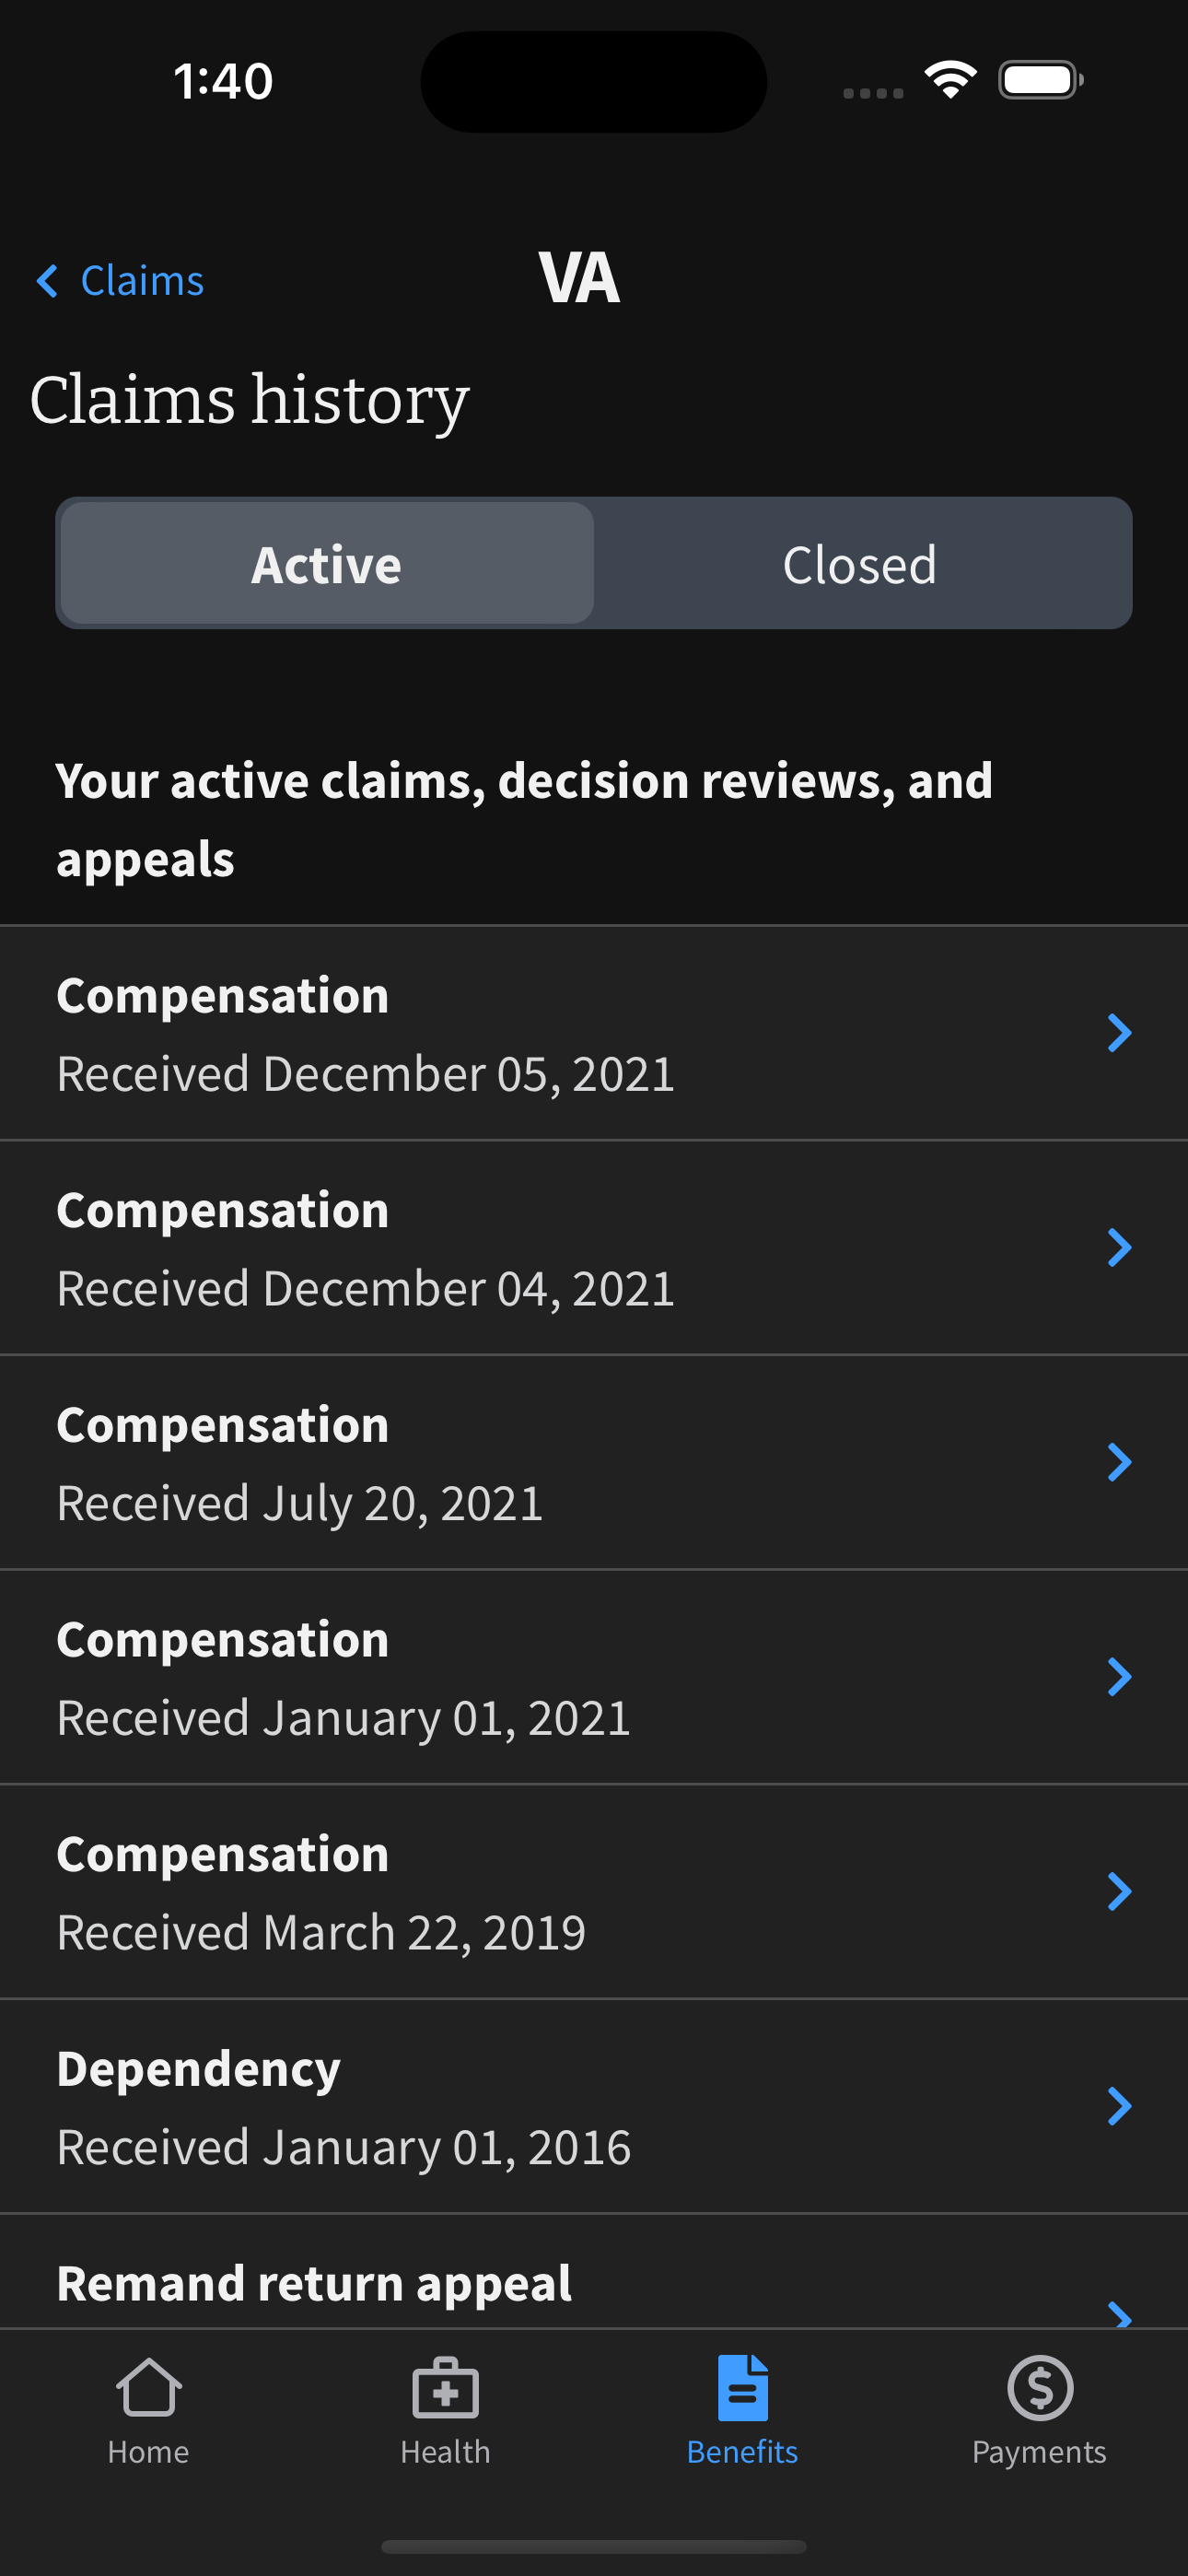 1:40
Claims
VA
Claims history
Active
Closed
Your active claims, decision reviews, and
appeals
Compensation
Received December 05, 2021
Compensation
Received December 04, 2021
Compensation
Received July 20, 2021
Compensation
Received January 01, 2021
Compensation
Received March 22, 2019
Dependency
Received January 01, 2016
Remand return appeal
Home
Health
Benefits
Payments